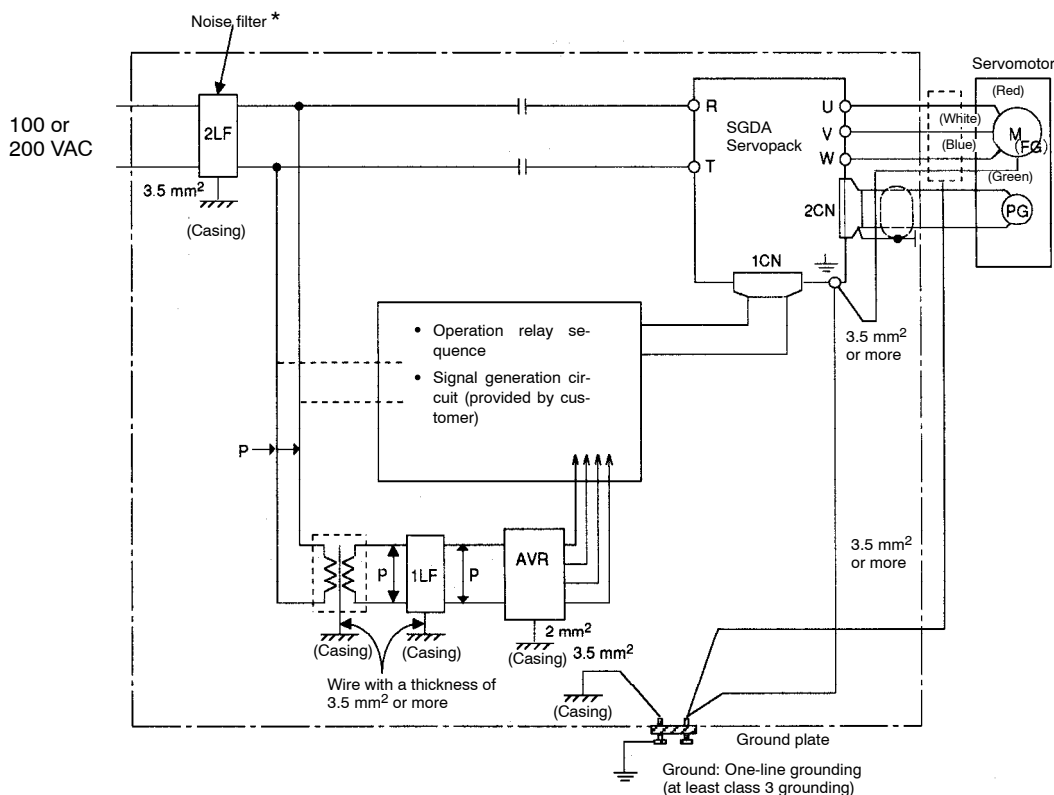 Noise filter *
Servomotor
100 or
200 VAC
2LF
3.5 mm²
(Casing)
R
T
SGDA
Servopack
U
V
W
2CN
1CN
(Red)
(White)
(Blue)
(Green)
M
(FG)
PG
3.5 mm²
or more
• Operation relay se-
quence
• Signal generation cir-
cuit (provided by cus-
tomer)
P
P
1LF
P
AVR
3.5 mm²
or more
2 mm²
(Casing)
(Casing)
(Casing)
3.5 mm²
Wire with a thickness of
3.5 mm² or more
(Casing)
Ground plate
Ground: One-line grounding
(at least class 3 grounding)